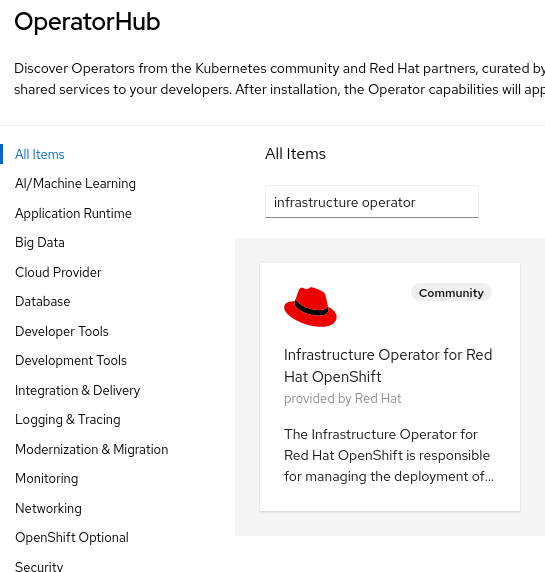 OperatorHub
Discover Operators from the Kubernetes community and Red Hat partners, curated by
shared services to your developers. After installation, the Operator capabilities will app
All Items
AI/Machine Learning
Application Runtime
Big Data
Cloud Provider
Database
Developer Tools
Development Tools
Integration & Delivery
Logging & Tracing
Modernization & Migration
Monitoring
Networking
OpenShift Optional
Security
All Items
infrastructure operator
Community
Infrastructure Operator for Red
Hat OpenShift
provided by Red Hat
The Infrastructure Operator for
Red Hat OpenShift is responsible
for managing the deployment of...